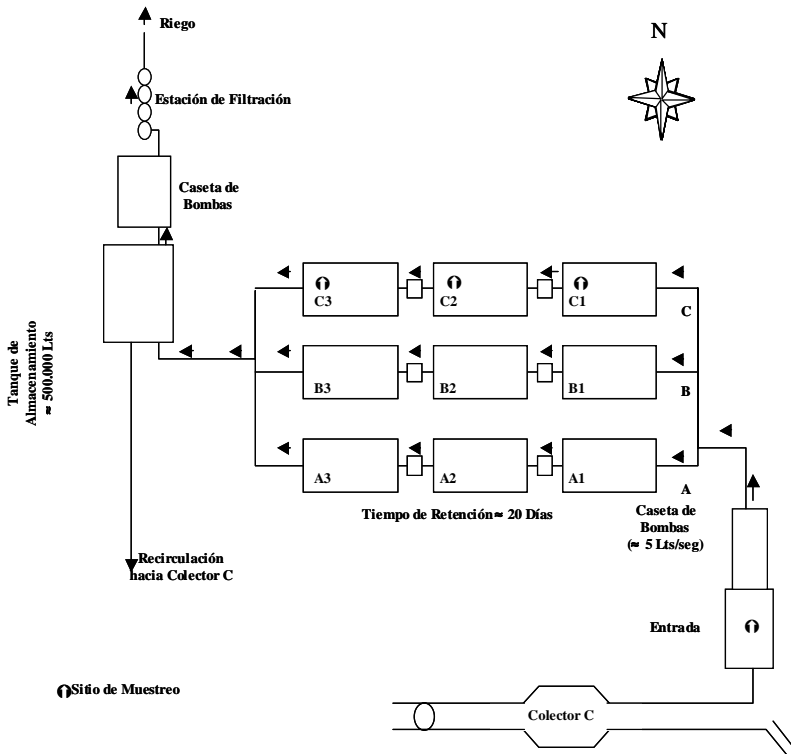 Riego
N
Estación de Filtración
Caseta de
Bombas
Tanque de
Almacenamiento
≈ 500.000 Lts
C3
C2
C1
C
B3
B2
B1
B
A3
A2
A1
A
Tiempo de Retención≈ 20 Días
Caseta de
Bombas
(≈ 5 Lts/seg)
Recirculación
hacia Colector C
Entrada
Sitio de Muestreo
Colector C